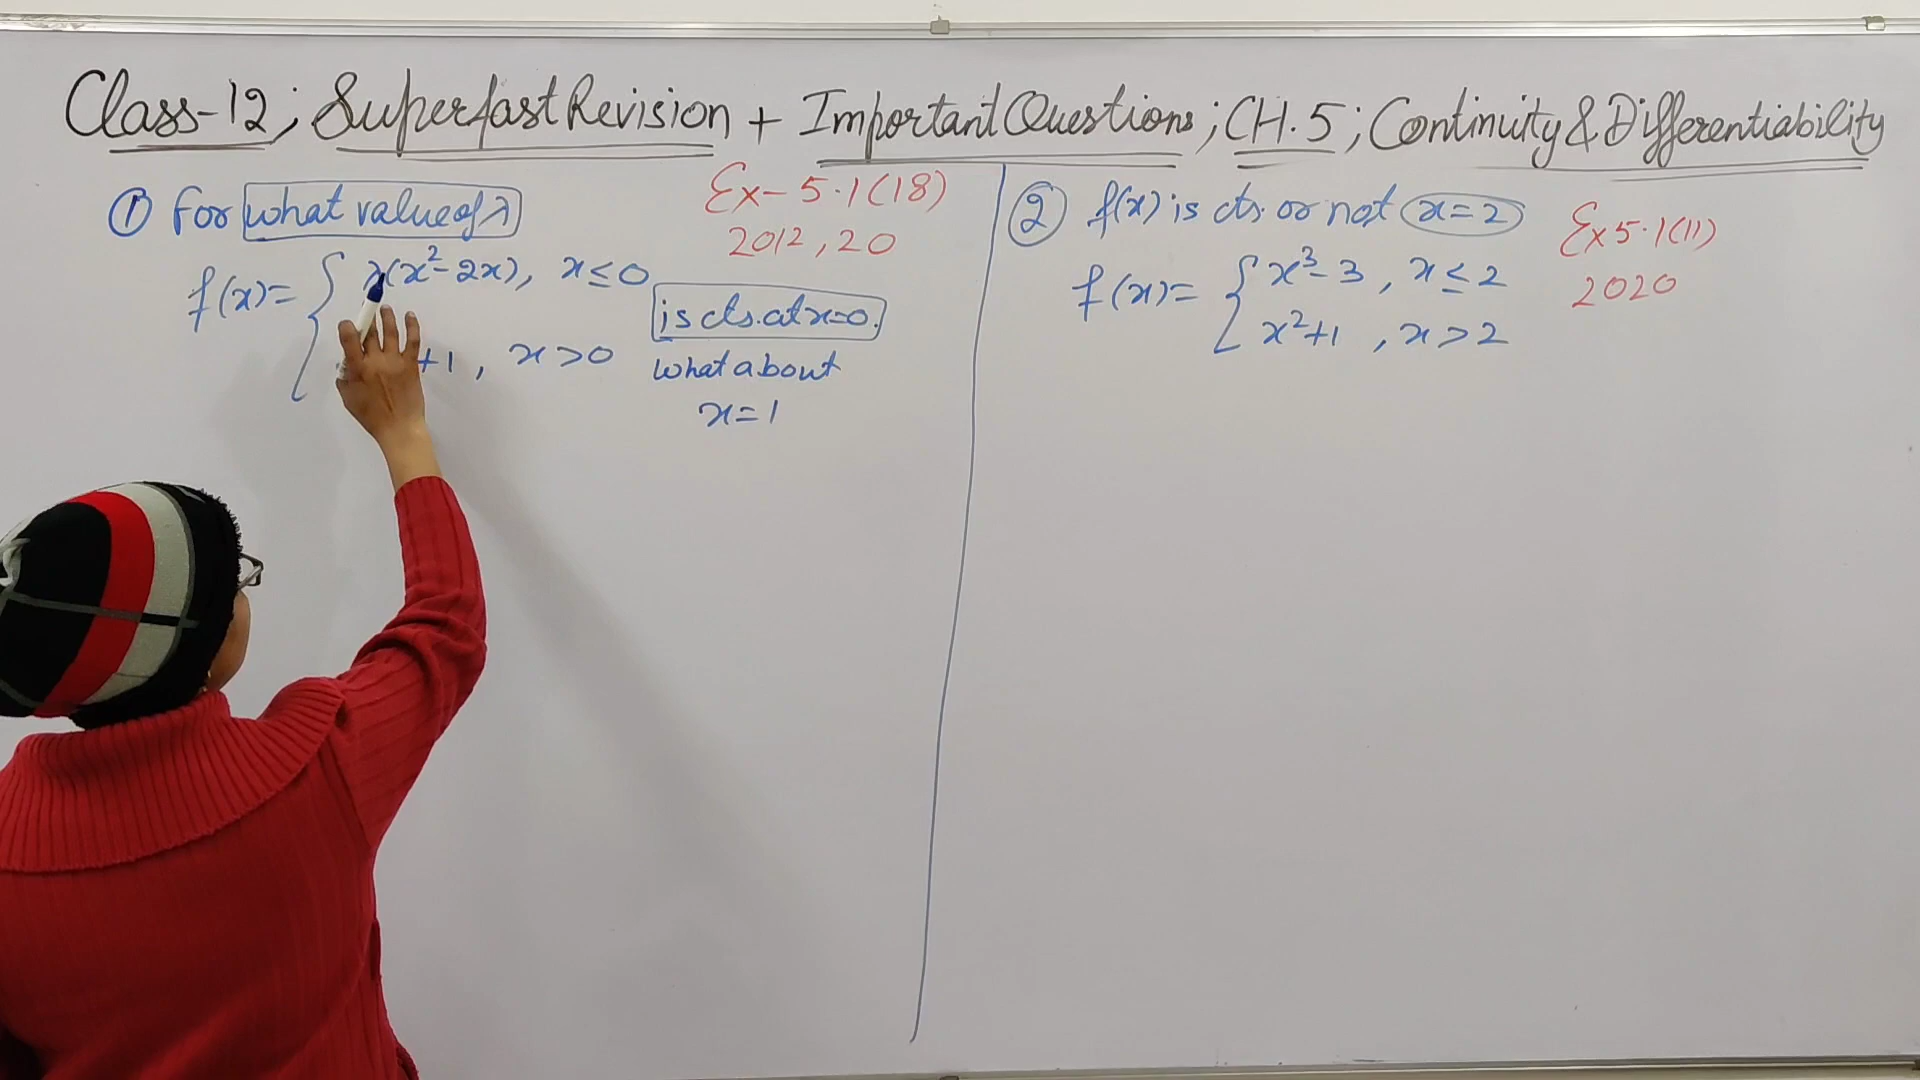 Class-12; Superfast Revision + Important Questions; CH.5; Continuity & Differentiability
① For what value of λ
Ex-5.1(18)
2012, 20
f(x)= { λ(x²-2x), x≤0
+1, x>0
is cts. at x=0.
What about
x=1
② f(x) is cts. or not x=2
Ex 5.1(11)
2020
f(x)= { x³-3, x≤2
x²+1, x>2